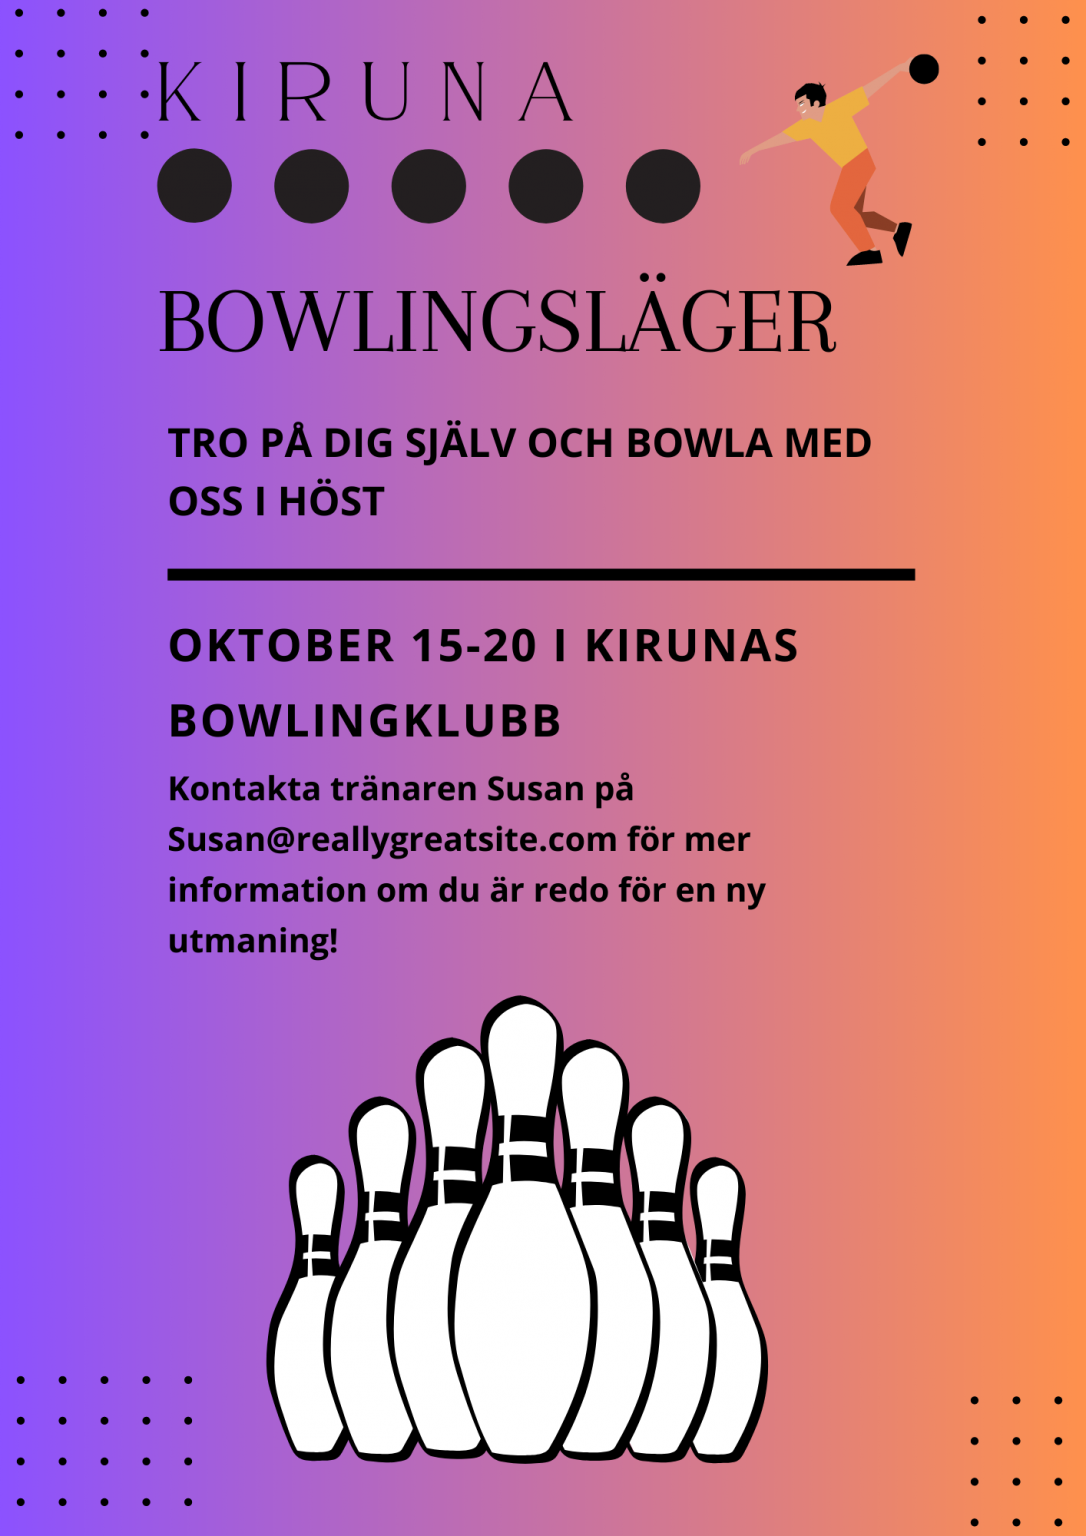 KIRUNA
BOWLINGSLÄGER
TRO PÅ DIG SJÄLV OCH BOWLA MED
OSS I HÖST
OKTOBER 15-20 I KIRUNAS
BOWLINGKLUBB
Kontakta tränaren Susan på
Susan@reallygreatsite.com för mer
information om du är redo för en ny
utmaning!